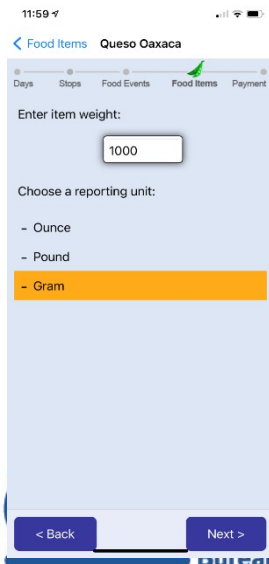 11:59
< Food Items Queso Oaxaca
Days Stops Food Events Food Items Payment
Enter item weight:
1000
Choose a reporting unit:
- Ounce
- Pound
- Gram
< Back Next >